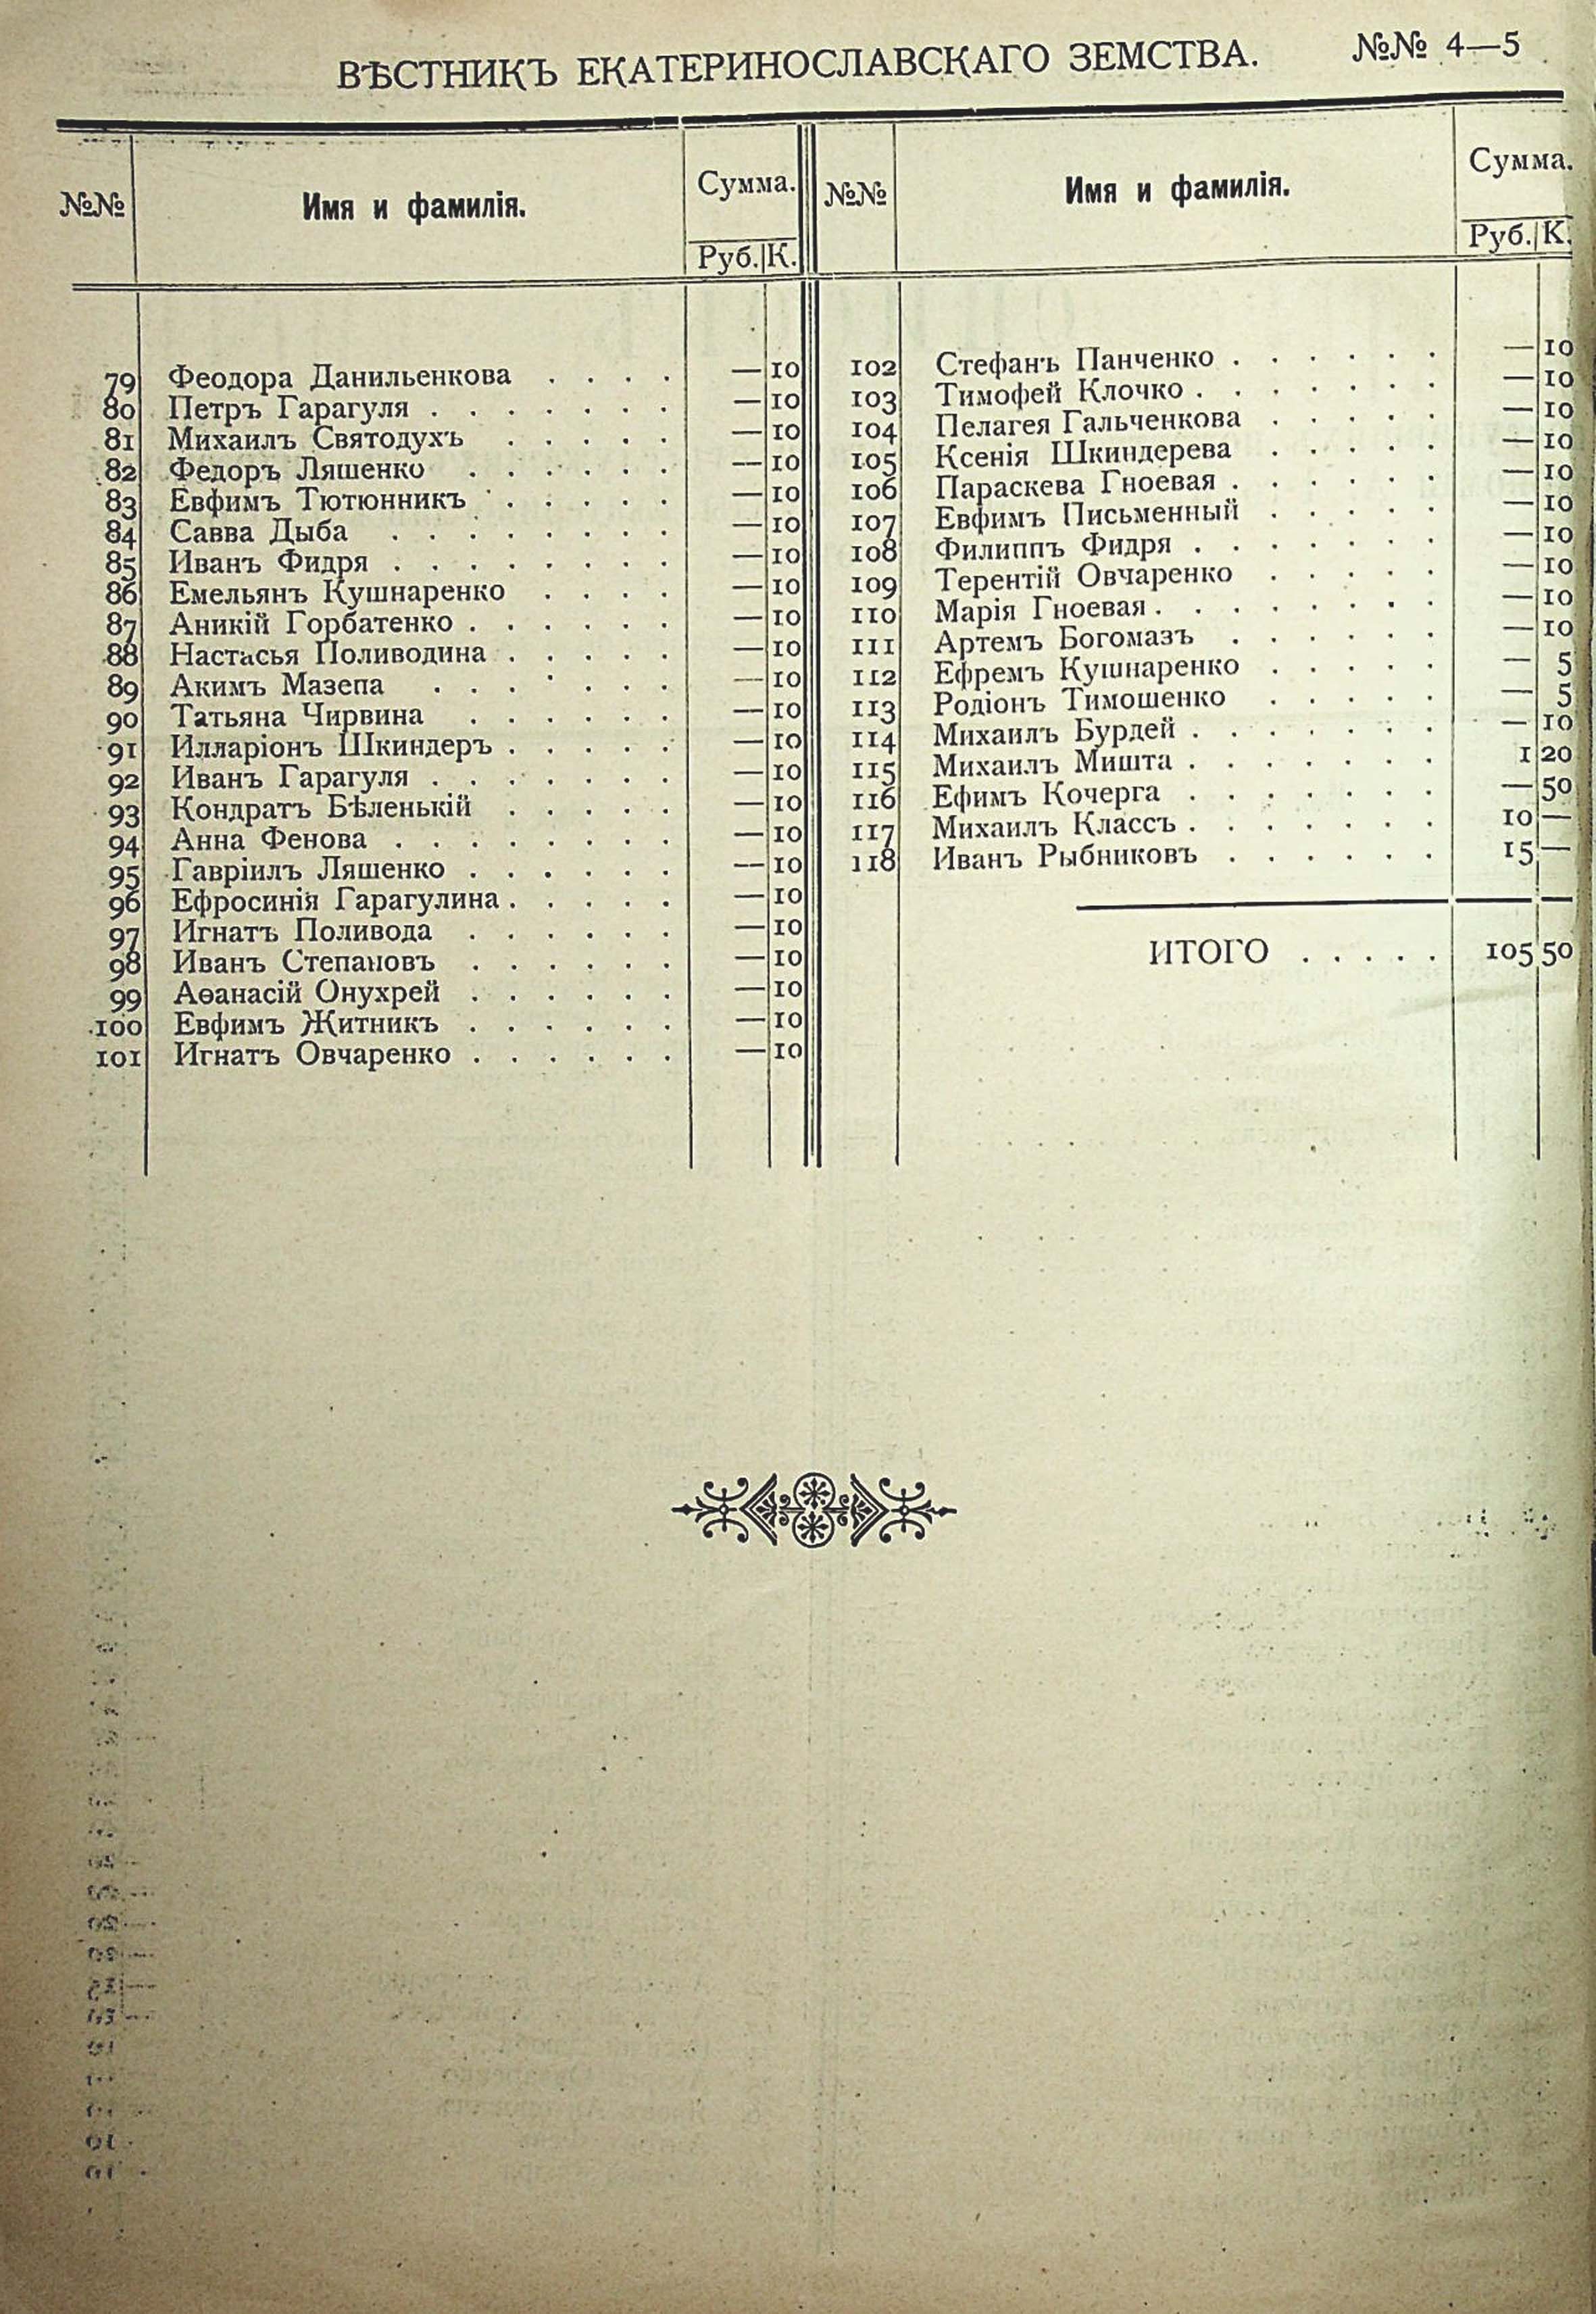 ВѢСТНИКЪ ЕКАТЕРИНОСЛАВСКАГО ЗЕМСТВА. №№ 4—5
№№ Имя и фамилія. Сумма. Руб. К.
79 Феодора Данильенкова . . . . — 10
80 Петръ Гарагуля . . . . . . . — 10
81 Михаилъ Святодухъ . . . . . — 10
82 Федоръ Ляшенко . . . . . . — 10
83 Евфимъ Тютюнникъ . . . . . — 10
84 Савва Дыба . . . . . . . . — 10
85 Иванъ Фидря . . . . . . . . — 10
86 Емельянъ Кушнаренко . . . . — 10
87 Аникій Горбатенко . . . . . . — 10
88 Настасья Поливодина . . . . . — 10
89 Акимъ Мазепа . . . . . . . — 10
90 Татьяна Чирвина . . . . . . — 10
91 Илларіонъ Шкиндеръ . . . . . — 10
92 Иванъ Гарагуля . . . . . . . — 10
93 Кондратъ Бѣленькій . . . . . — 10
94 Анна Фенова . . . . . . . . — 10
95 Гавріилъ Ляшенко . . . . . . — 10
96 Ефросинія Гарагулина . . . . . — 10
97 Игнатъ Поливода . . . . . . — 10
98 Иванъ Степановъ . . . . . . — 10
99 Аѳанасій Онухрей . . . . . . — 10
100 Евфимъ Житникъ . . . . . . — 10
101 Игнатъ Овчаренко . . . . . . — 10
№№ Имя и фамилія. Сумма. Руб. К.
102 Стефанъ Панченко . . . . . . — 10
103 Тимофей Клочко . . . . . . . — 10
104 Пелагея Гальченкова . . . . . — 10
105 Ксенія Шкиндерева . . . . . — 10
106 Параскева Гноевая . . . . . . — 10
107 Евфимъ Письменный . . . . . — 10
108 Филиппъ Фидря . . . . . . . — 10
109 Терентій Овчаренко . . . . . — 10
110 Марія Гноевая . . . . . . . . — 10
111 Артемъ Богомазъ . . . . . . — 10
112 Ефремъ Кушнаренко . . . . . — 5
113 Родіонъ Тимошенко . . . . . — 5
114 Михаилъ Бурдей . . . . . . . — 10
115 Михаилъ Мишта . . . . . . . 1 20
116 Ефимъ Кочерга . . . . . . . — 50
117 Михаилъ Классъ . . . . . . . 10 —
118 Иванъ Рыбниковъ . . . . . . 15 —
ИТОГО . . . . . 105 50